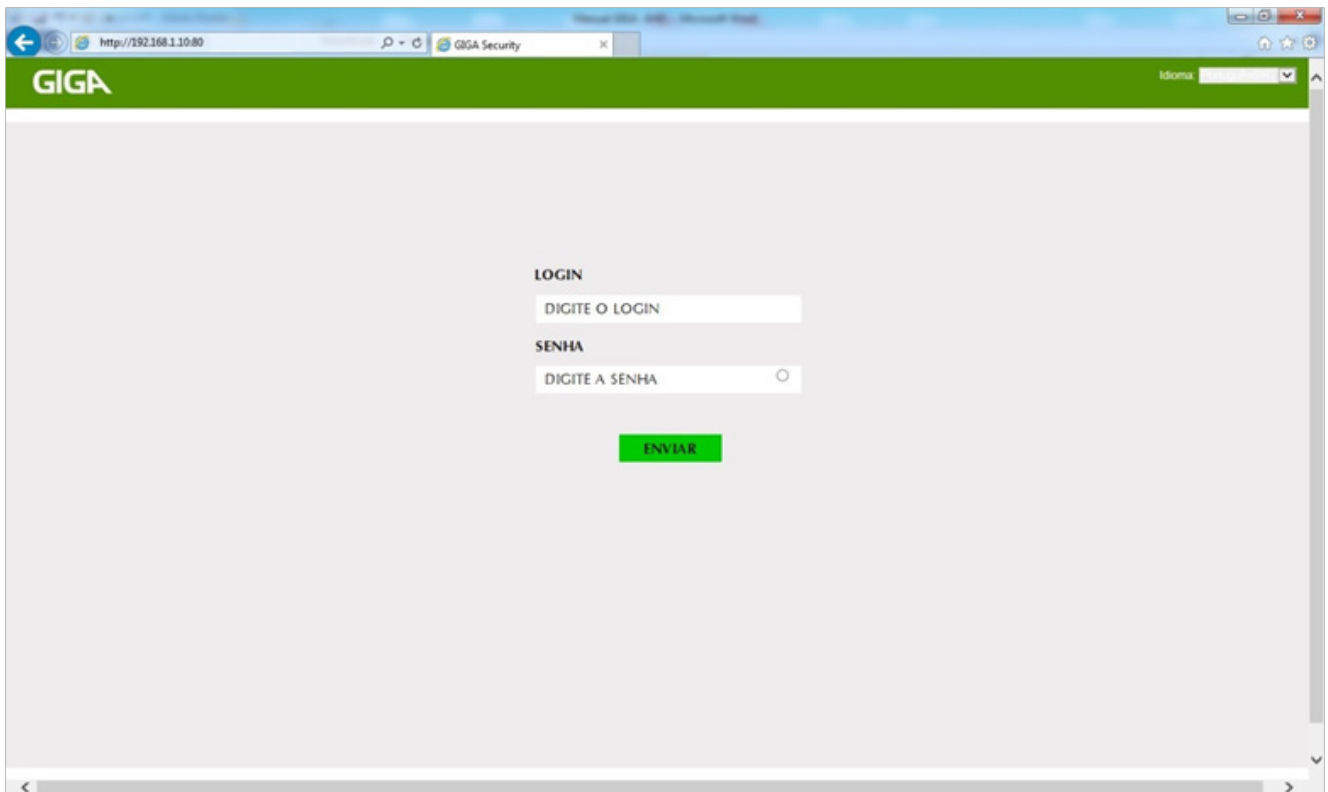 http://192.168.1.10:80
GIGA Security
GIGA
Idioma:
LOGIN
DIGITE O LOGIN
SENHA
DIGITE A SENHA
ENVIAR